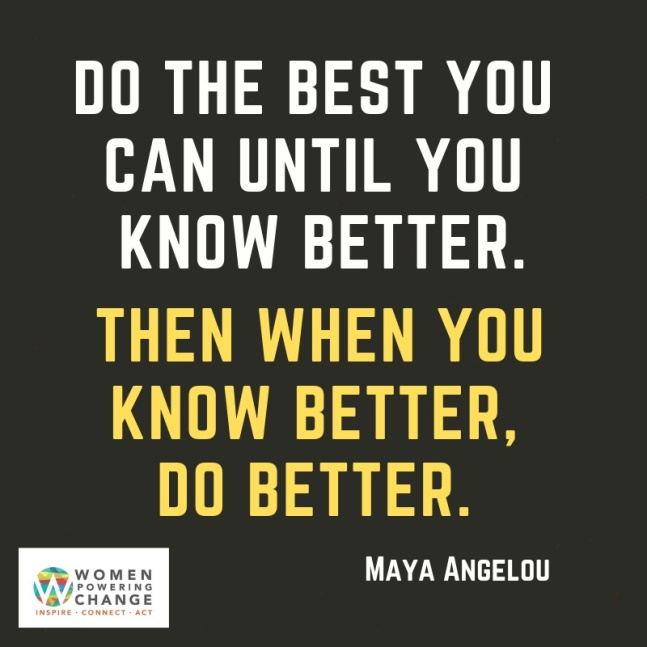 DO THE BEST YOU
CAN UNTIL YOU
KNOW BETTER.
THEN WHEN YOU
KNOW BETTER,
DO BETTER.
MAYA ANGELOU
WOMEN
POWERING
CHANGE
INSPIRE · CONNECT · ACT